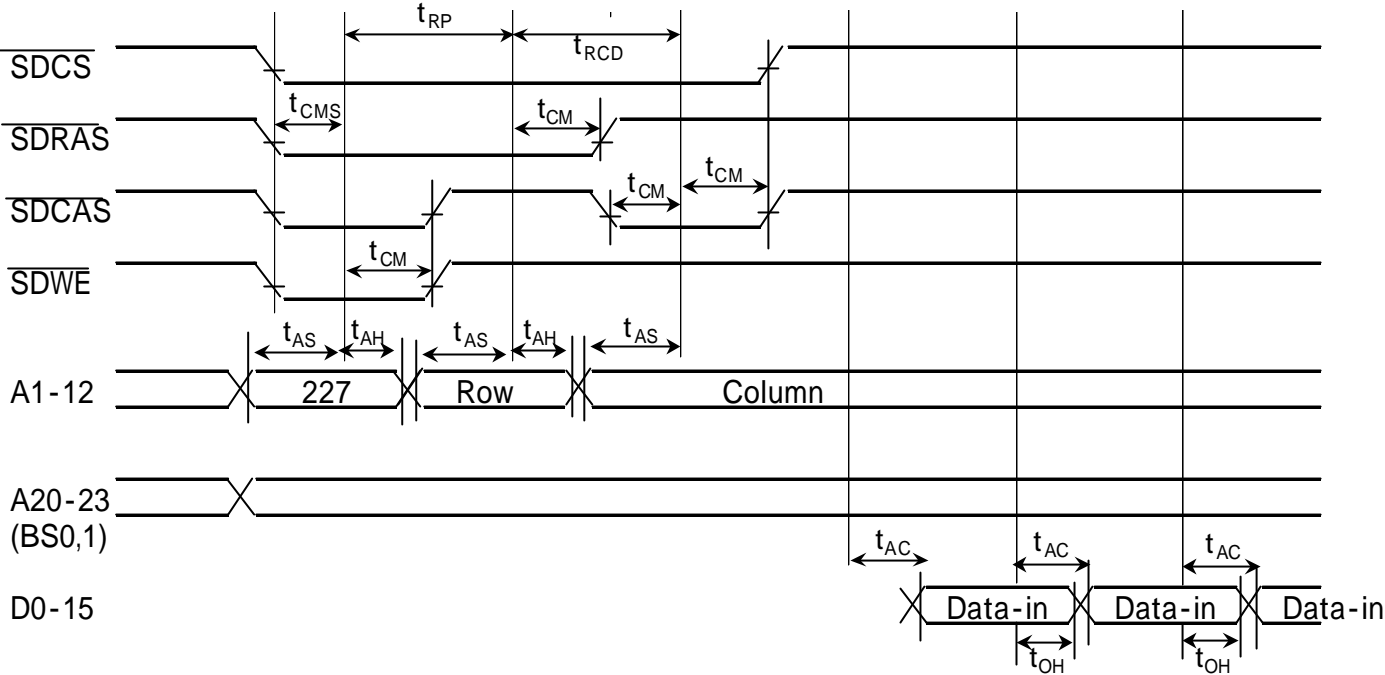 tRP
tRCD
SDCS
tCMS
tCM
SDRAS
tCM
tCM
SDCAS
tCM
SDWE
tAS tAH tAS tAH tAS
A1-12 227 Row Column
A20-23
(BS0,1)
tAC tAC tAC
D0-15 Data-in Data-in Data-in
tOH tOH